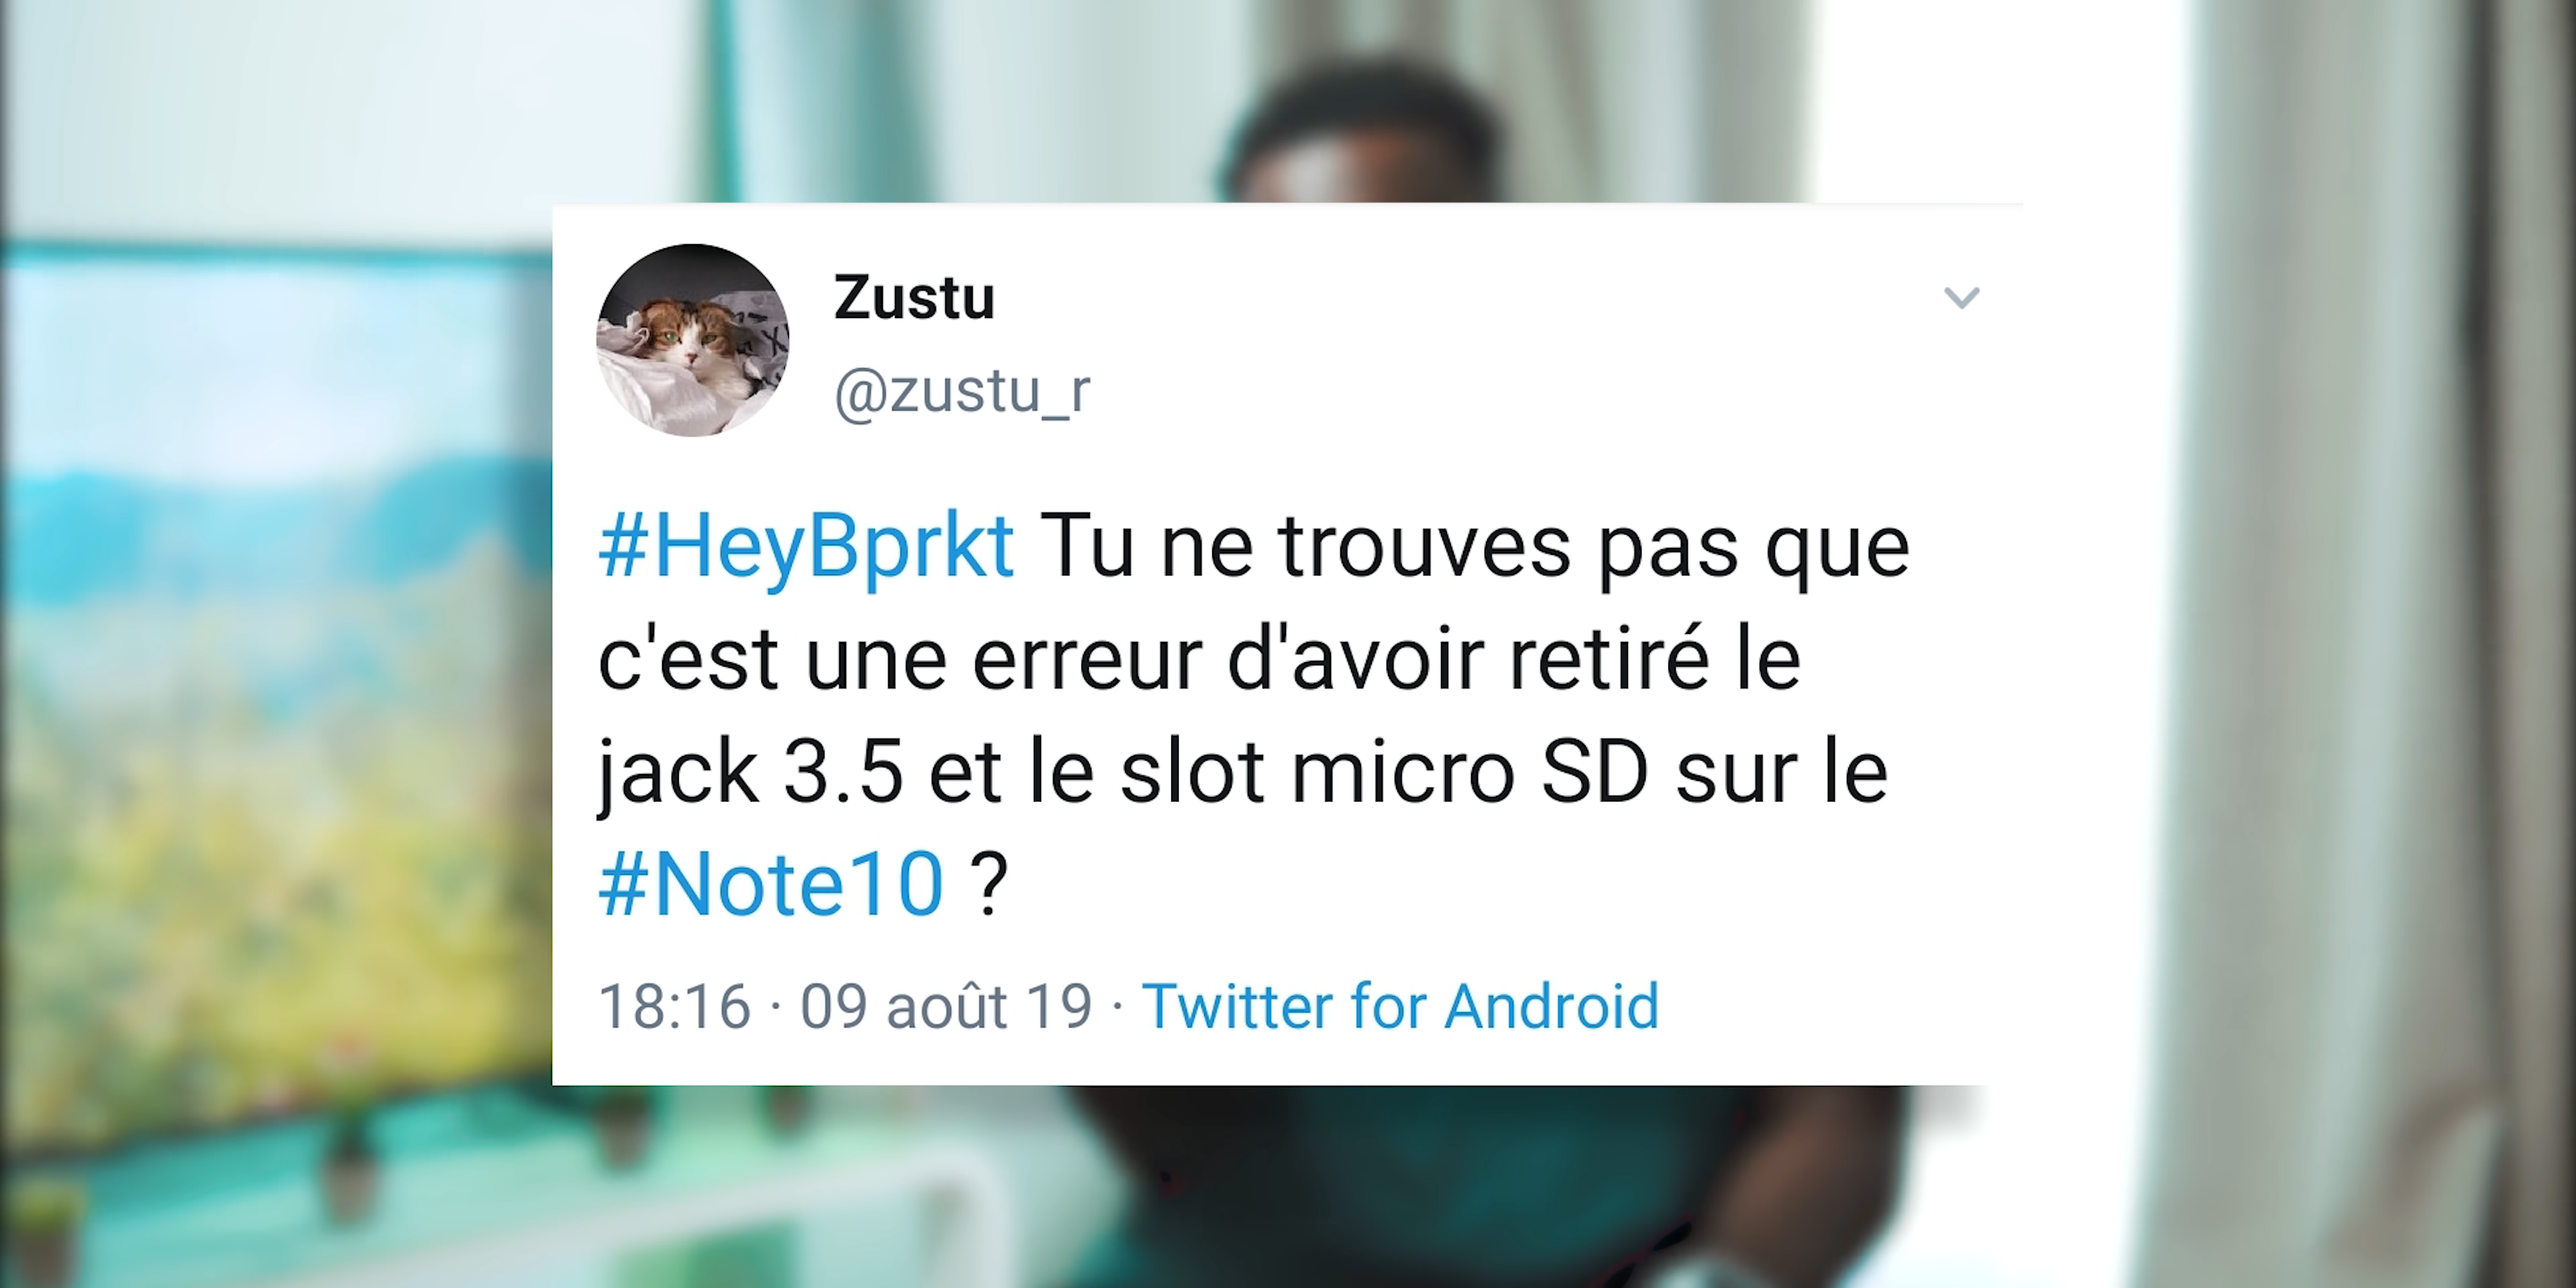 Zustu
@zustu_r
#HeyBprkt Tu ne trouves pas que
c'est une erreur d'avoir retiré le
jack 3.5 et le slot micro SD sur le
#Note10 ?
18:16 · 09 août 19 · Twitter for Android